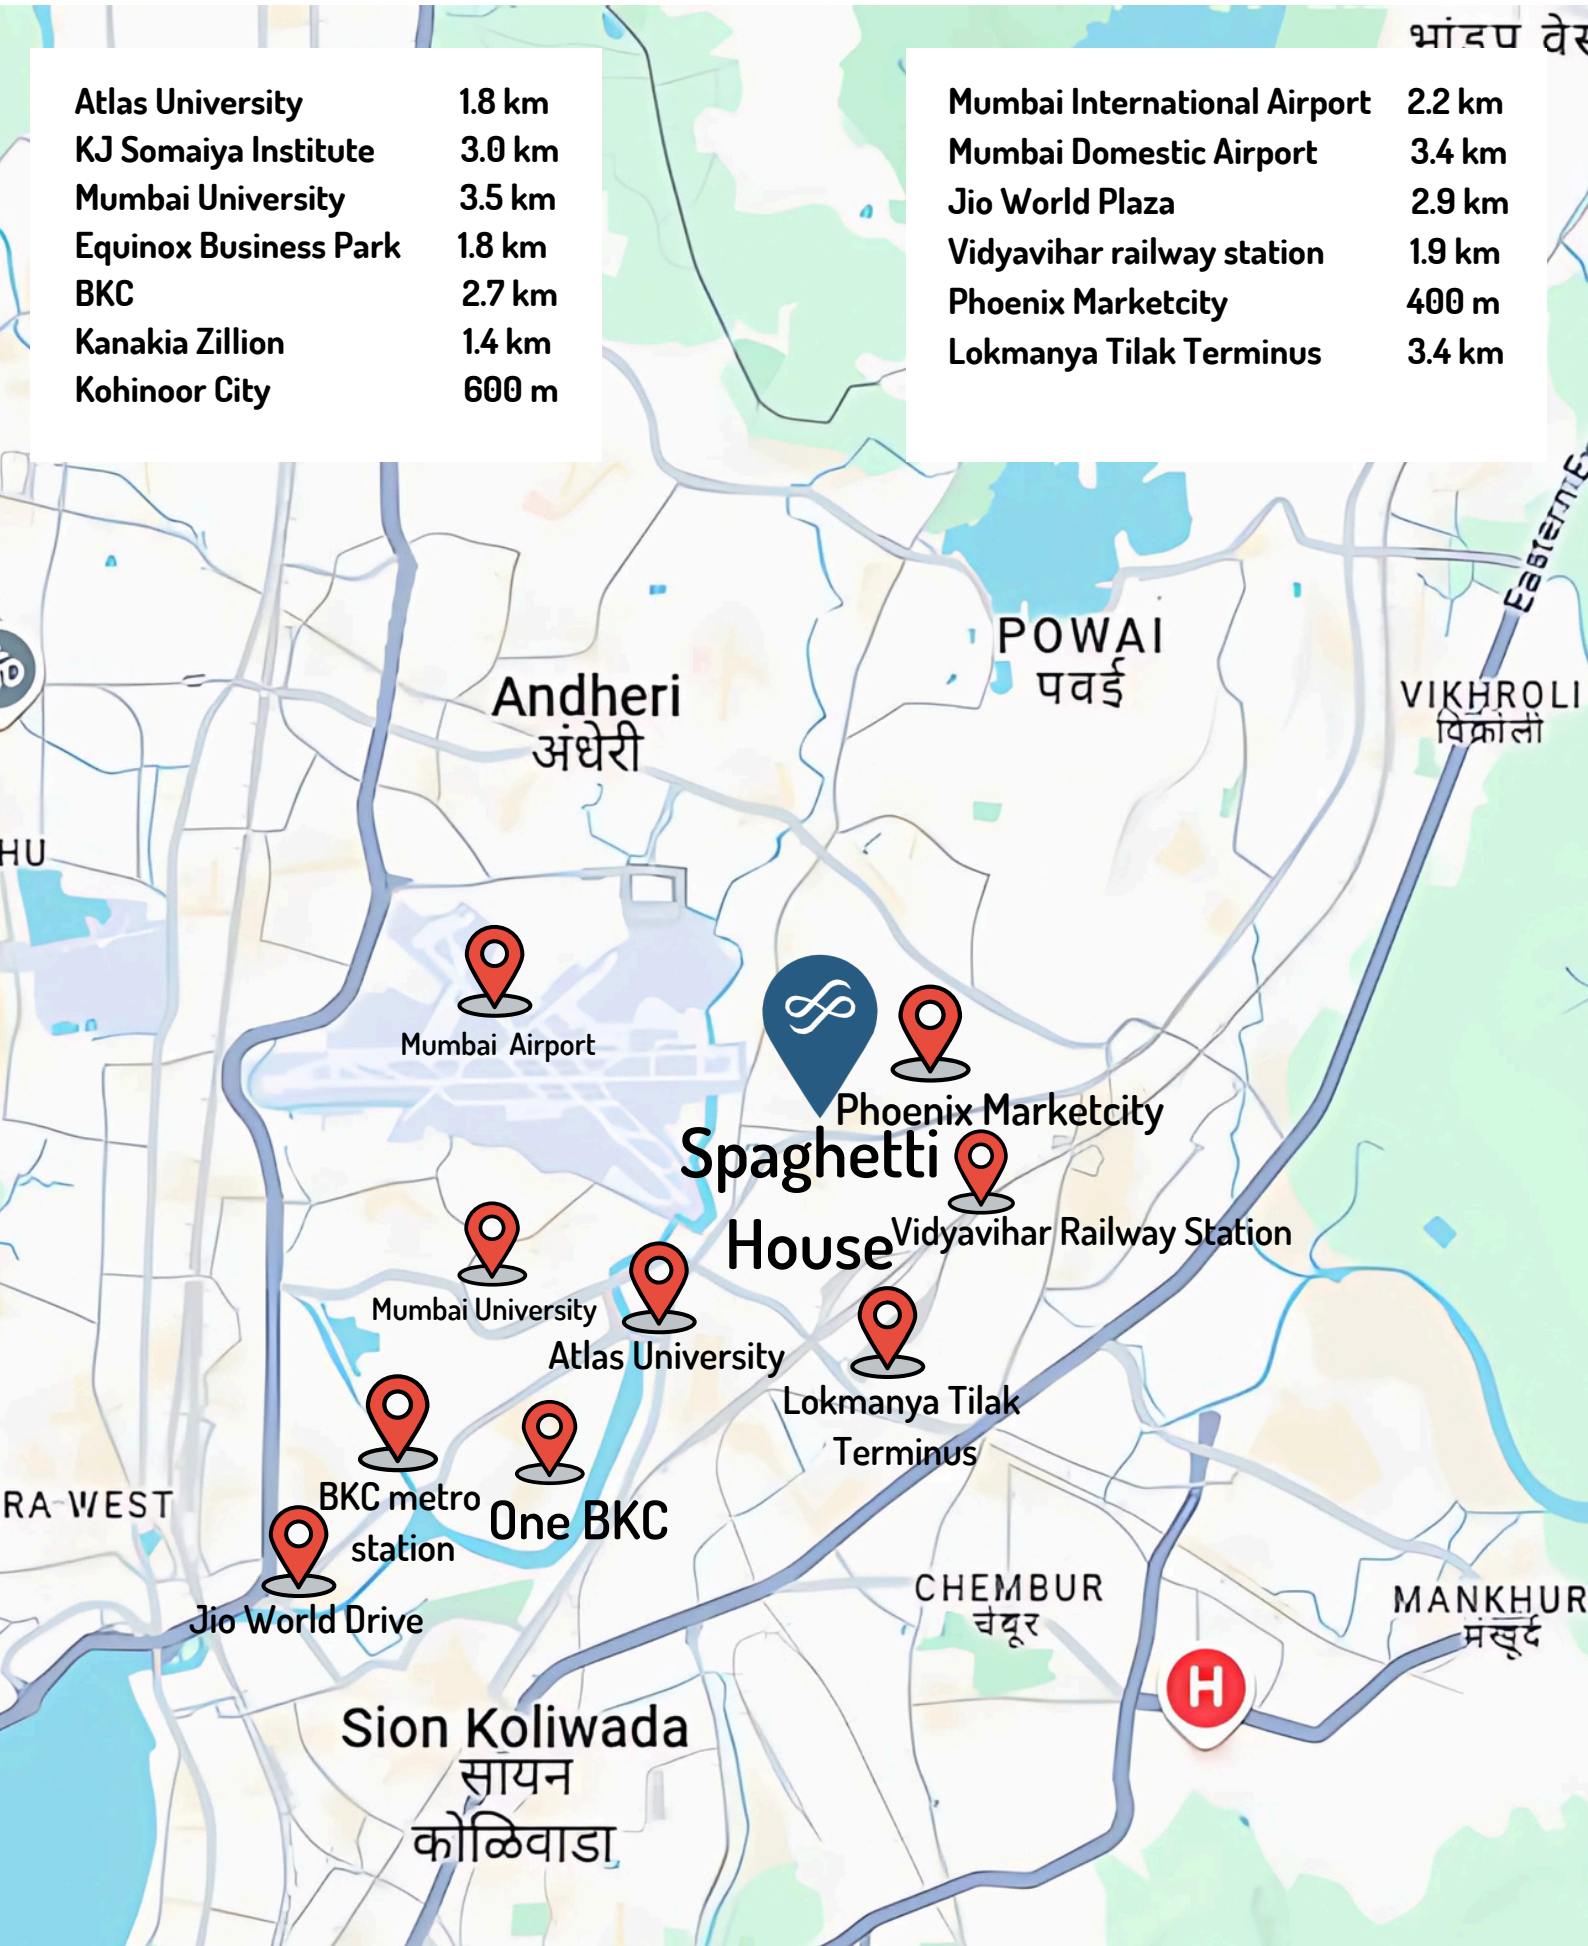 भांडुप वेस
Atlas University 1.8 km
KJ Somaiya Institute 3.0 km
Mumbai University 3.5 km
Equinox Business Park 1.8 km
BKC 2.7 km
Kanakia Zillion 1.4 km
Kohinoor City 600 m
Mumbai International Airport 2.2 km
Mumbai Domestic Airport 3.4 km
Jio World Plaza 2.9 km
Vidyavihar railway station 1.9 km
Phoenix Marketcity 400 m
Lokmanya Tilak Terminus 3.4 km
Eastern E
POWAI
पवई
Andheri
अंधेरी
VIKHROLI
विक्रोली
HU
Mumbai Airport
Phoenix Marketcity
Spaghetti
House
Vidyavihar Railway Station
Mumbai University
Atlas University
Lokmanya Tilak
Terminus
BKC metro
station
One BKC
RA WEST
Jio World Drive
CHEMBUR
चेंबूर
MANKHUR
मंखुर्द
H
Sion Koliwada
सायन
कोळिवाडा